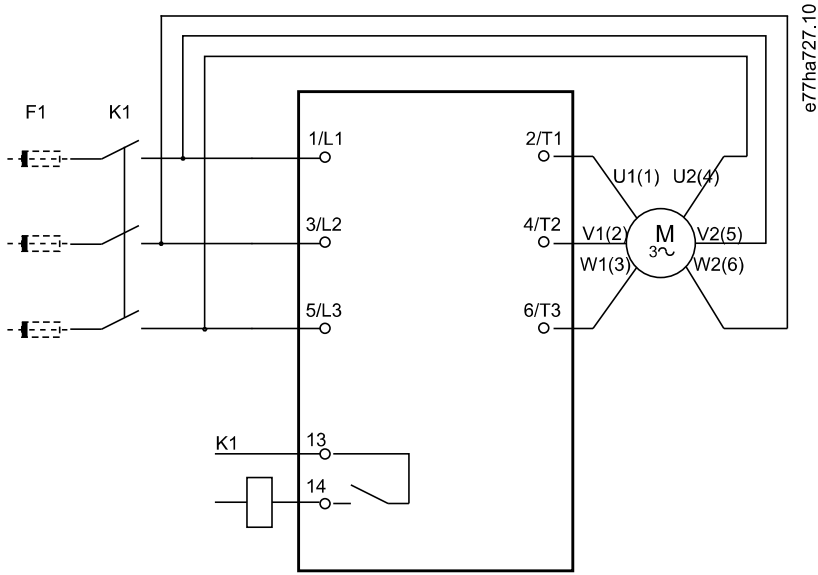 e77ha727.10
F1
K1
1/L1
2/T1
U1(1)
U2(4)
3/L2
4/T2
V1(2)
M
V2(5)
3~
W1(3)
W2(6)
5/L3
6/T3
K1
13
14